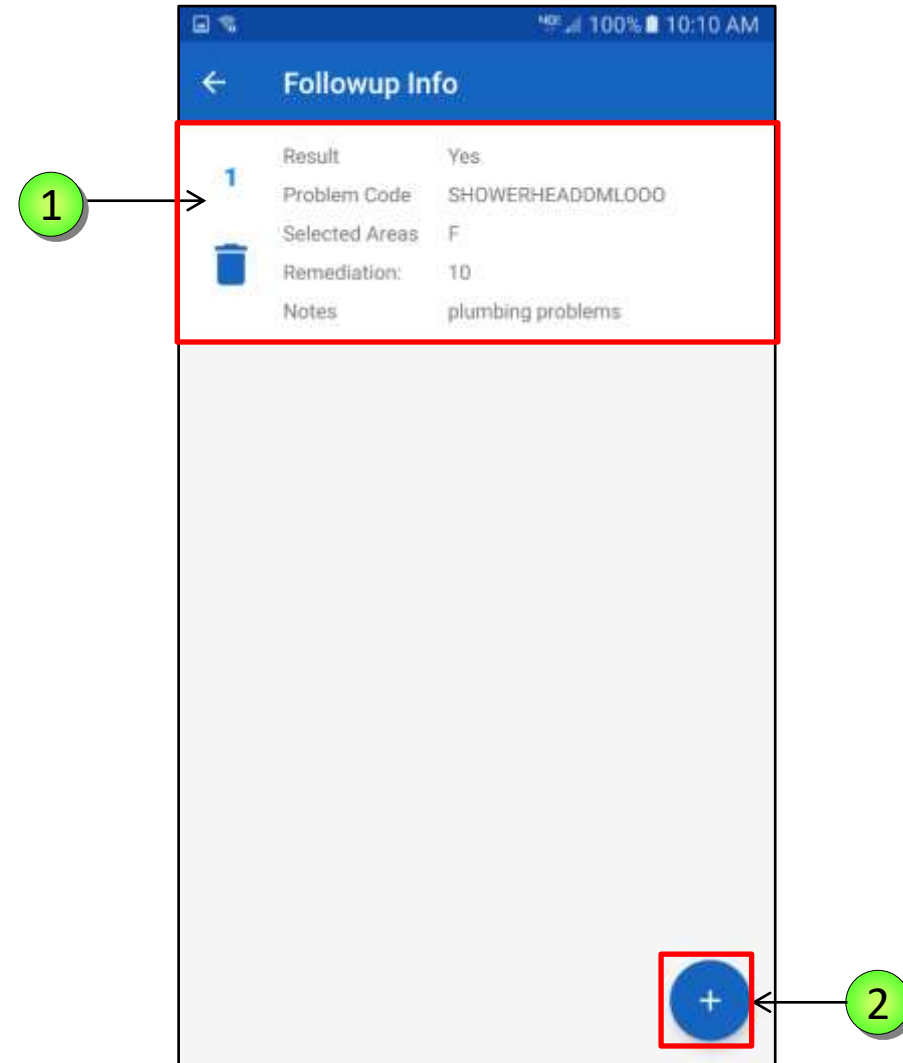 100% 10:10 AM
Followup Info
1
Result Yes
Problem Code SHOWERHEADDMLOOO
Selected Areas F
Remediation: 10
Notes plumbing problems
1
+
2